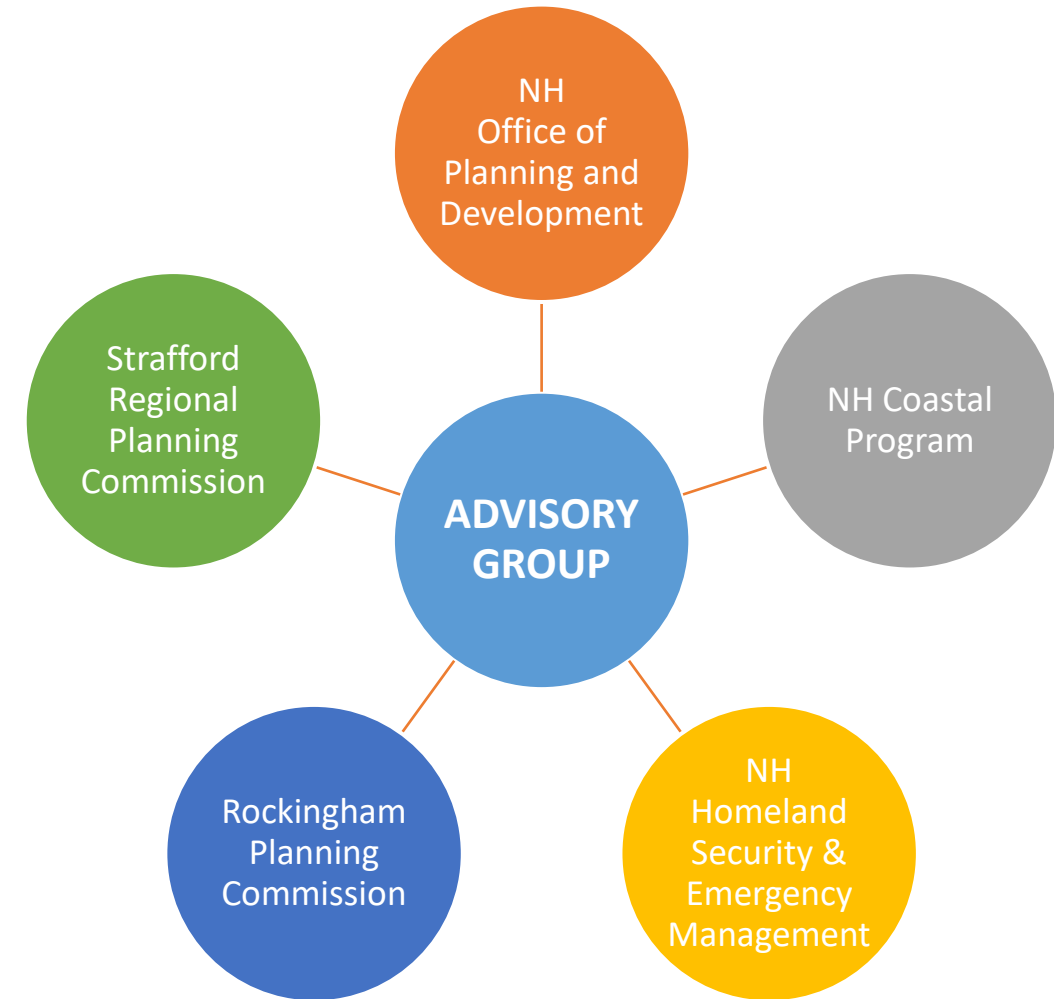 NH
Office of
Planning and
Development
Strafford
Regional
Planning
Commission
NH Coastal
Program
ADVISORY
GROUP
Rockingham
Planning
Commission
NH
Homeland
Security &
Emergency
Management